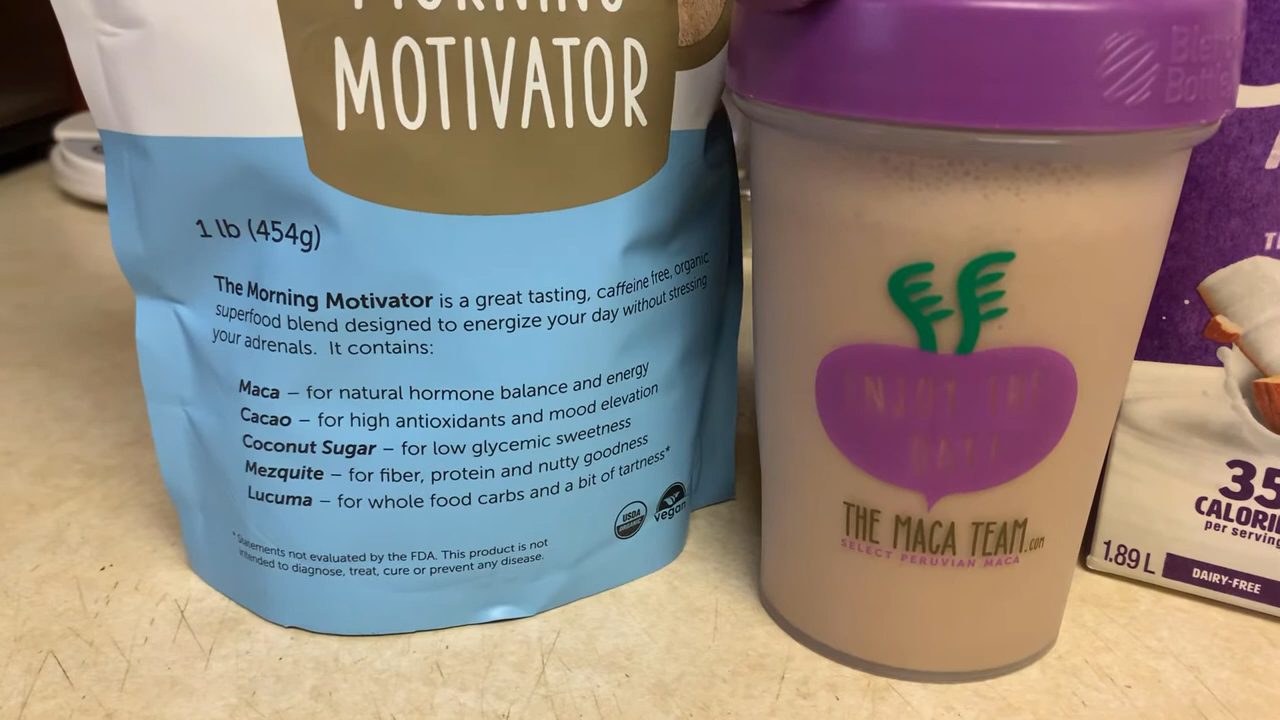 MORNING
MOTIVATOR
1 lb (454g)
The Morning Motivator is a great tasting, caffeine free, organic
superfood blend designed to energize your day without stressing
your adrenals. It contains:
Maca – for natural hormone balance and energy
Cacao – for high antioxidants and mood elevation
Coconut Sugar – for low glycemic sweetness
Mezquite – for fiber, protein and nutty goodness
Lucuma – for whole food carbs and a bit of tartness*
USDA
ORGANIC
vegan
* Statements not evaluated by the FDA. This product is not
intended to diagnose, treat, cure or prevent any disease.
Blender
Bottle
ENJOY THE
DAY!
THE MACA TEAM.com
SELECT PERUVIAN MACA
35
CALORIES
per serving
1.89 L
DAIRY-FREE